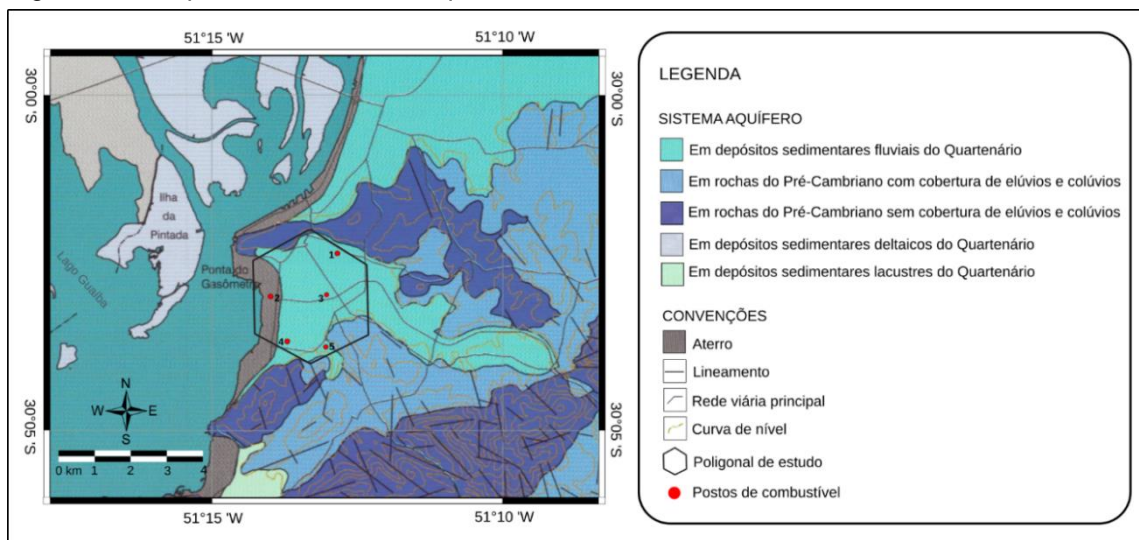 51°15 'W
51°10 'W
30°00 'S
30°00 'S
Ilha
da
Pintada
Lago Guaíba
Ponta do
Gasômetro
1
2
3
4
5
N
W
E
S
30°05 'S
30°05 'S
0 km 1 2 3 4
51°15 'W
51°10 'W
LEGENDA
SISTEMA AQUÍFERO
Em depósitos sedimentares fluviais do Quartenário
Em rochas do Pré-Cambriano com cobertura de elúvios e colúvios
Em rochas do Pré-Cambriano sem cobertura de elúvios e colúvios
Em depósitos sedimentares deltaicos do Quartenário
Em depósitos sedimentares lacustres do Quartenário
CONVENÇÕES
Aterro
Lineamento
Rede viária principal
Curva de nível
Poligonal de estudo
Postos de combustível